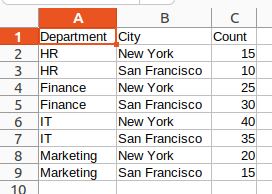 A B C
1 Department City Count
2 HR New York 15
3 HR San Francisco 10
4 Finance New York 25
5 Finance San Francisco 30
6 IT New York 40
7 IT San Francisco 35
8 Marketing New York 20
9 Marketing San Francisco 15
10